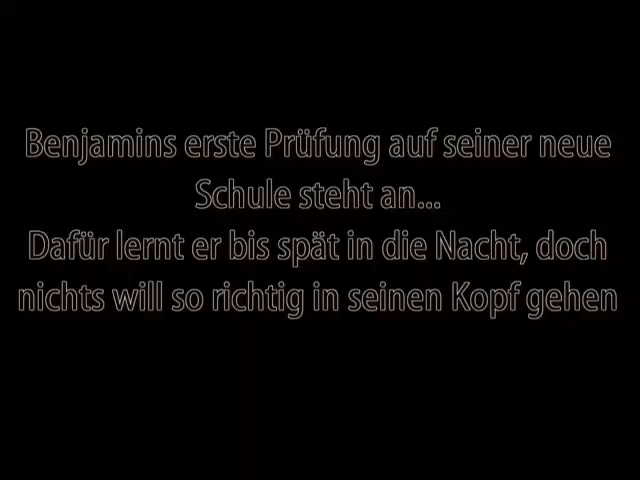 Benjamins erste Prüfung auf seiner neue
Schule steht an...
Dafür lernt er bis spät in die Nacht, doch
nichts will so richtig in seinen Kopf gehen